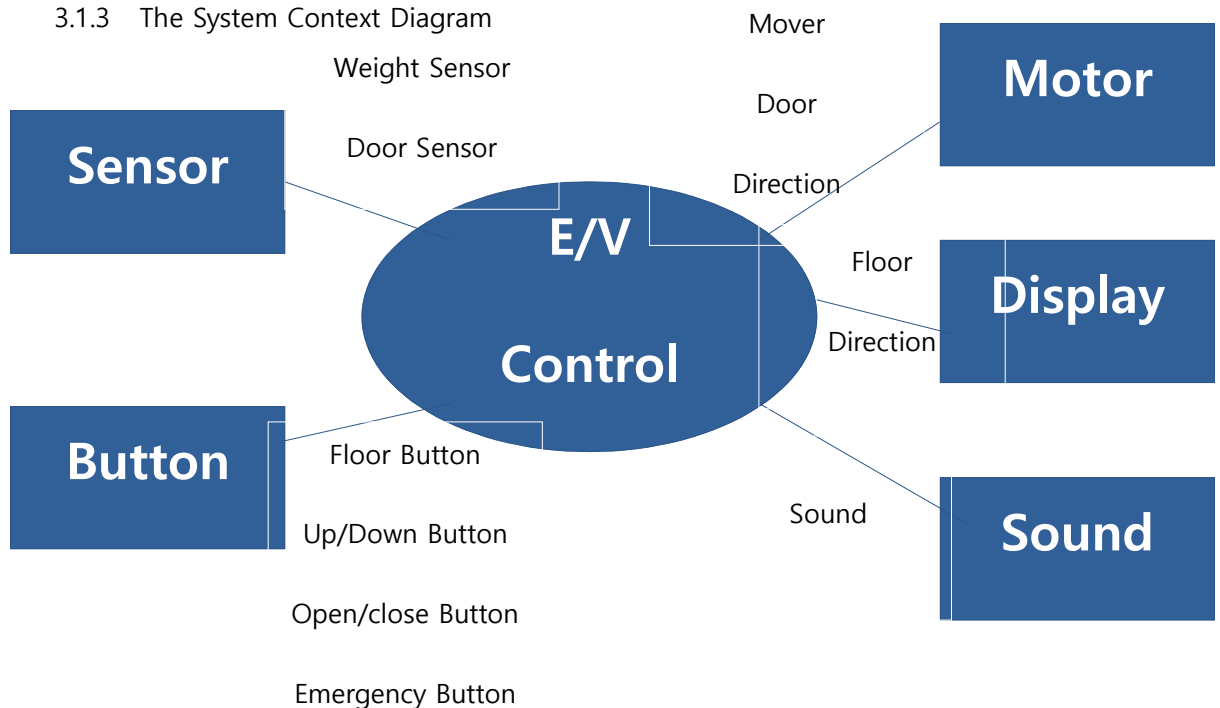 3.1.3 The System Context Diagram
Weight Sensor
Door Sensor
Sensor
Mover
Door
Direction
Motor
E/V
Control
Floor
Direction
Display
Button
Floor Button
Up/Down Button
Open/close Button
Emergency Button
Sound
Sound